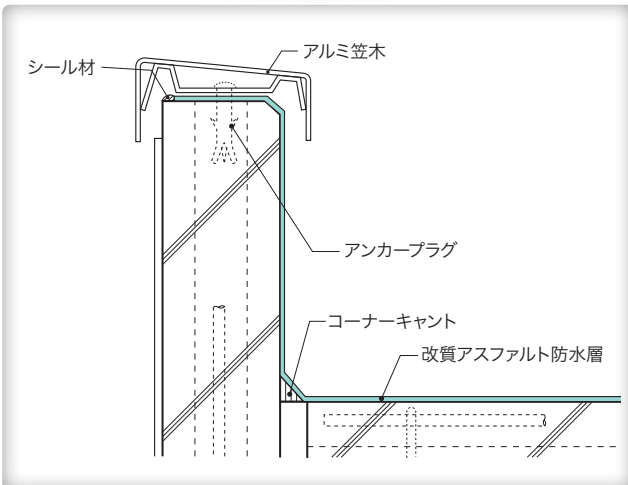 アルミ笠木
シール材
アンカープラグ
コーナーキャント
改質アスファルト防水層